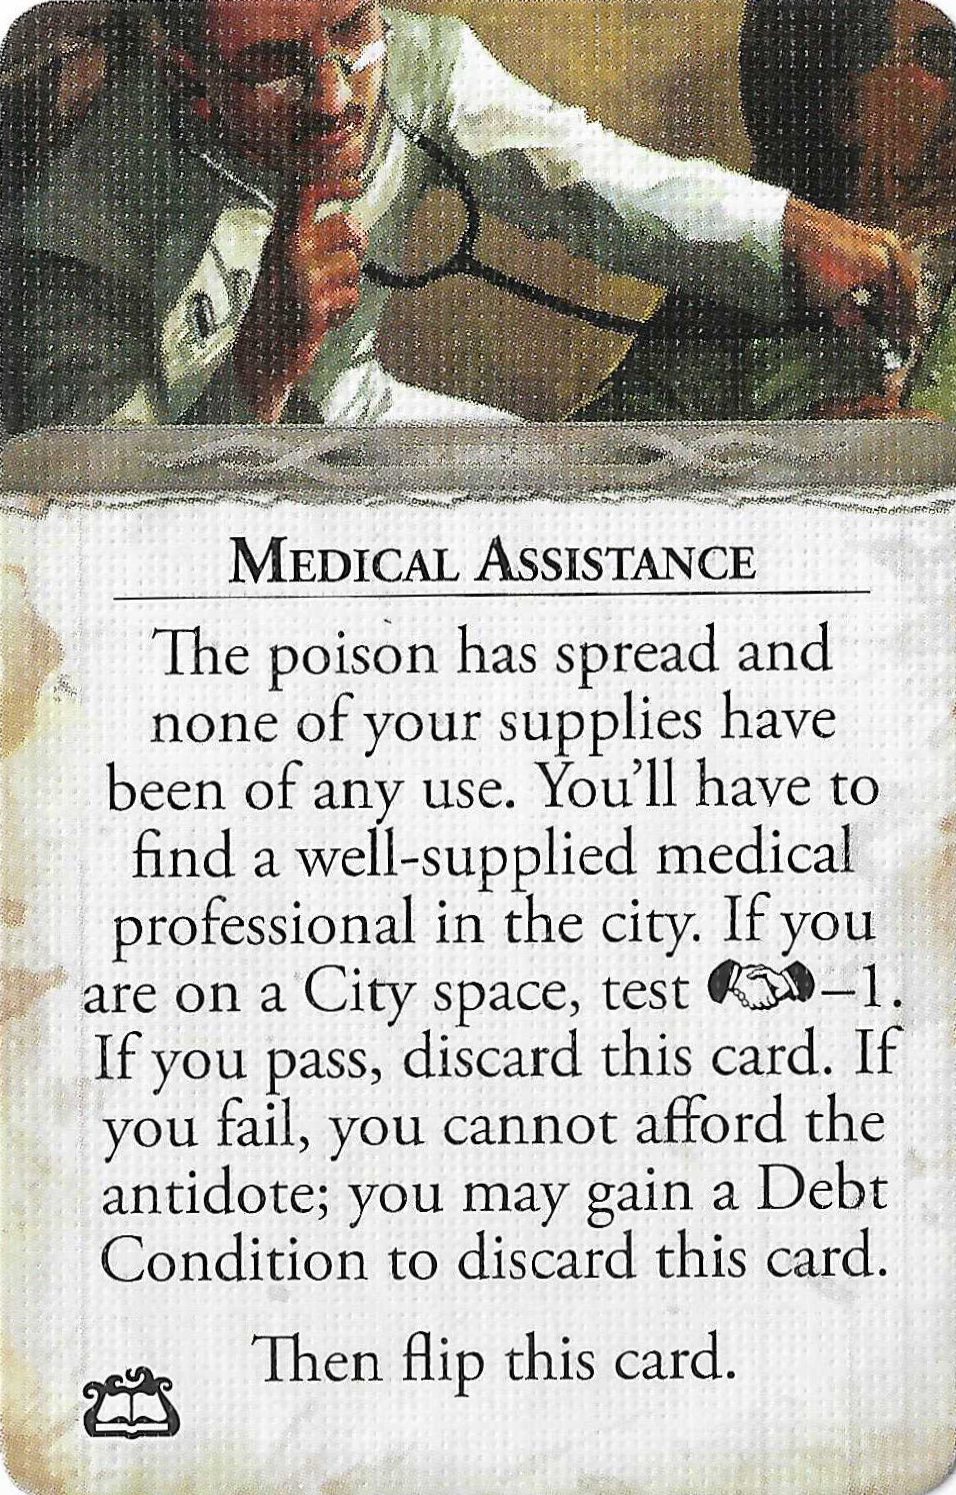 Medical Assistance
The poison has spread and
none of your supplies have
been of any use. You'll have to
find a well-supplied medical
professional in the city. If you
are on a City space, test –1.
If you pass, discard this card. If
you fail, you cannot afford the
antidote; you may gain a Debt
Condition to discard this card.
Then flip this card.